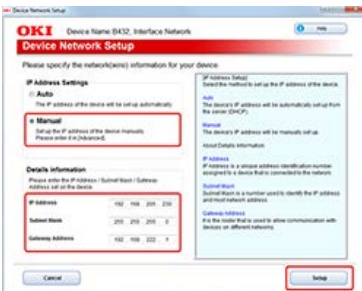 Device Network Setup
OKI Device Name:B432, Interface:Network
Help
Device Network Setup
Please specify the network(wire) information for your device.
IP Address Settings
Auto
The IP address of the device will be set up automatically.
Manual
Set up the IP address of the device manually.
Please enter it in [Advanced].
Details information
Please enter the IP Address / Subnet Mask / Gateway
Address set on the device.
IP Address
Subnet Mask 255 255 255 0
Gateway Address
[IP Address Setup]
Select the method to set up the IP address of the device.
Auto
The device's IP address will be automatically set up from
the server (DHCP).
Manual
The device's IP address will be manually set up.
About Details Information
IP Address
IP Address is a unique address identification number
assigned to a device that is connected to the network.
Subnet Mask
Subnet Mask is a number used to identify the IP address
and most network address.
Gateway Address
It is the router that is used to allow communication with
devices on different networks.
Cancel
Setup